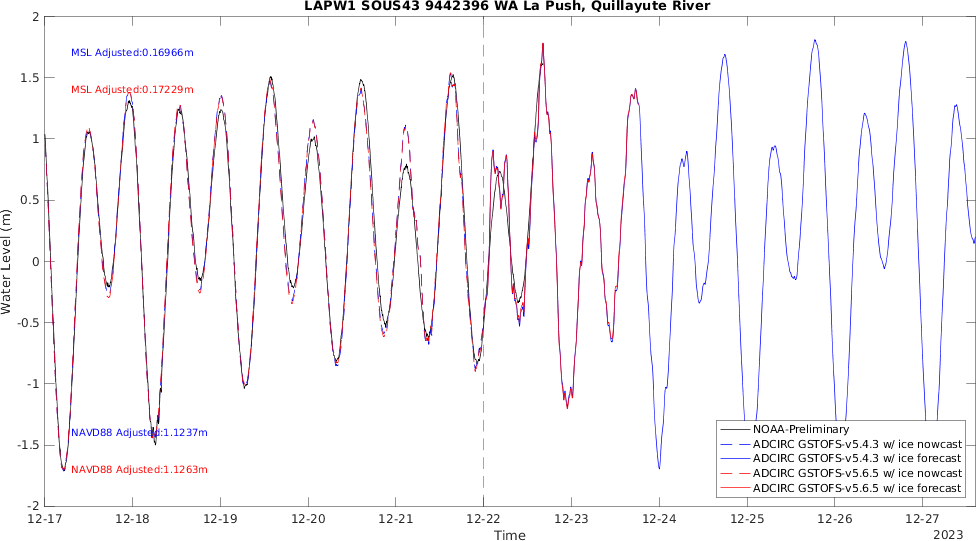 LAPW1 SOUS43 9442396 WA La Push, Quillayute River
2
1.5
1
0.5
0
-0.5
-1
-1.5
-2
Water Level (m)
MSL Adjusted:0.16966m
MSL Adjusted:0.17229m
NAVD88 Adjusted:1.1237m
NAVD88 Adjusted:1.1263m
NOAA-Preliminary
ADCIRC GSTOFS-v5.4.3 w/ ice nowcast
ADCIRC GSTOFS-v5.4.3 w/ ice forecast
ADCIRC GSTOFS-v5.6.5 w/ ice nowcast
ADCIRC GSTOFS-v5.6.5 w/ ice forecast
12-17 12-18 12-19 12-20 12-21 12-22 12-23 12-24 12-25 12-26 12-27
Time
2023